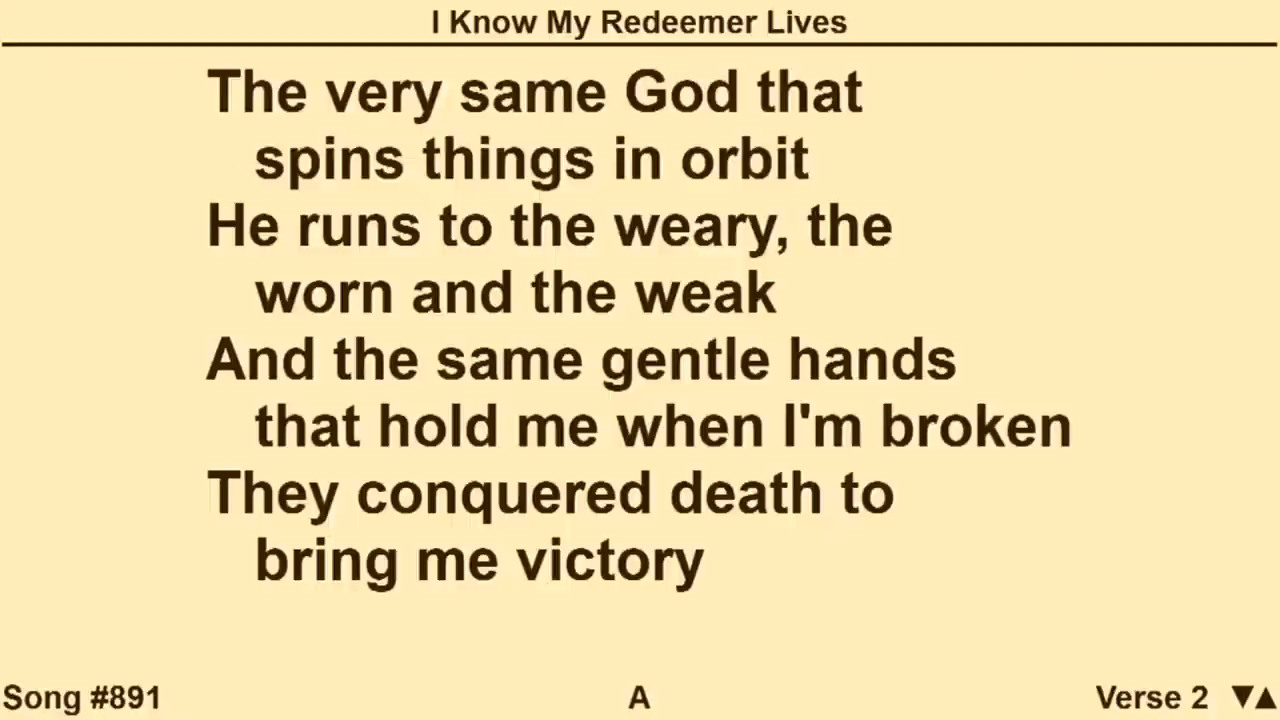 I Know My Redeemer Lives
The very same God that
spins things in orbit
He runs to the weary, the
worn and the weak
And the same gentle hands
that hold me when I'm broken
They conquered death to
bring me victory
Song #891
A
Verse 2 ▼▲